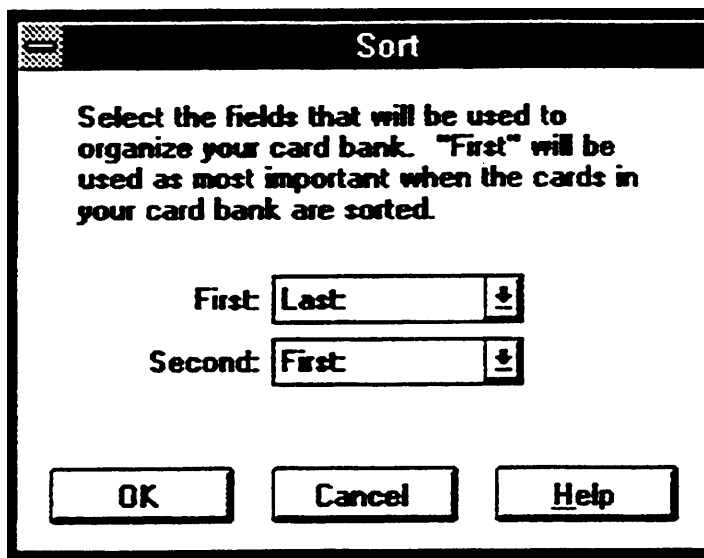 Sort
Select the fields that will be used to
organize your card bank. "First" will be
used as most important when the cards in
your card bank are sorted.
First: Last:
Second: First:
OK Cancel Help